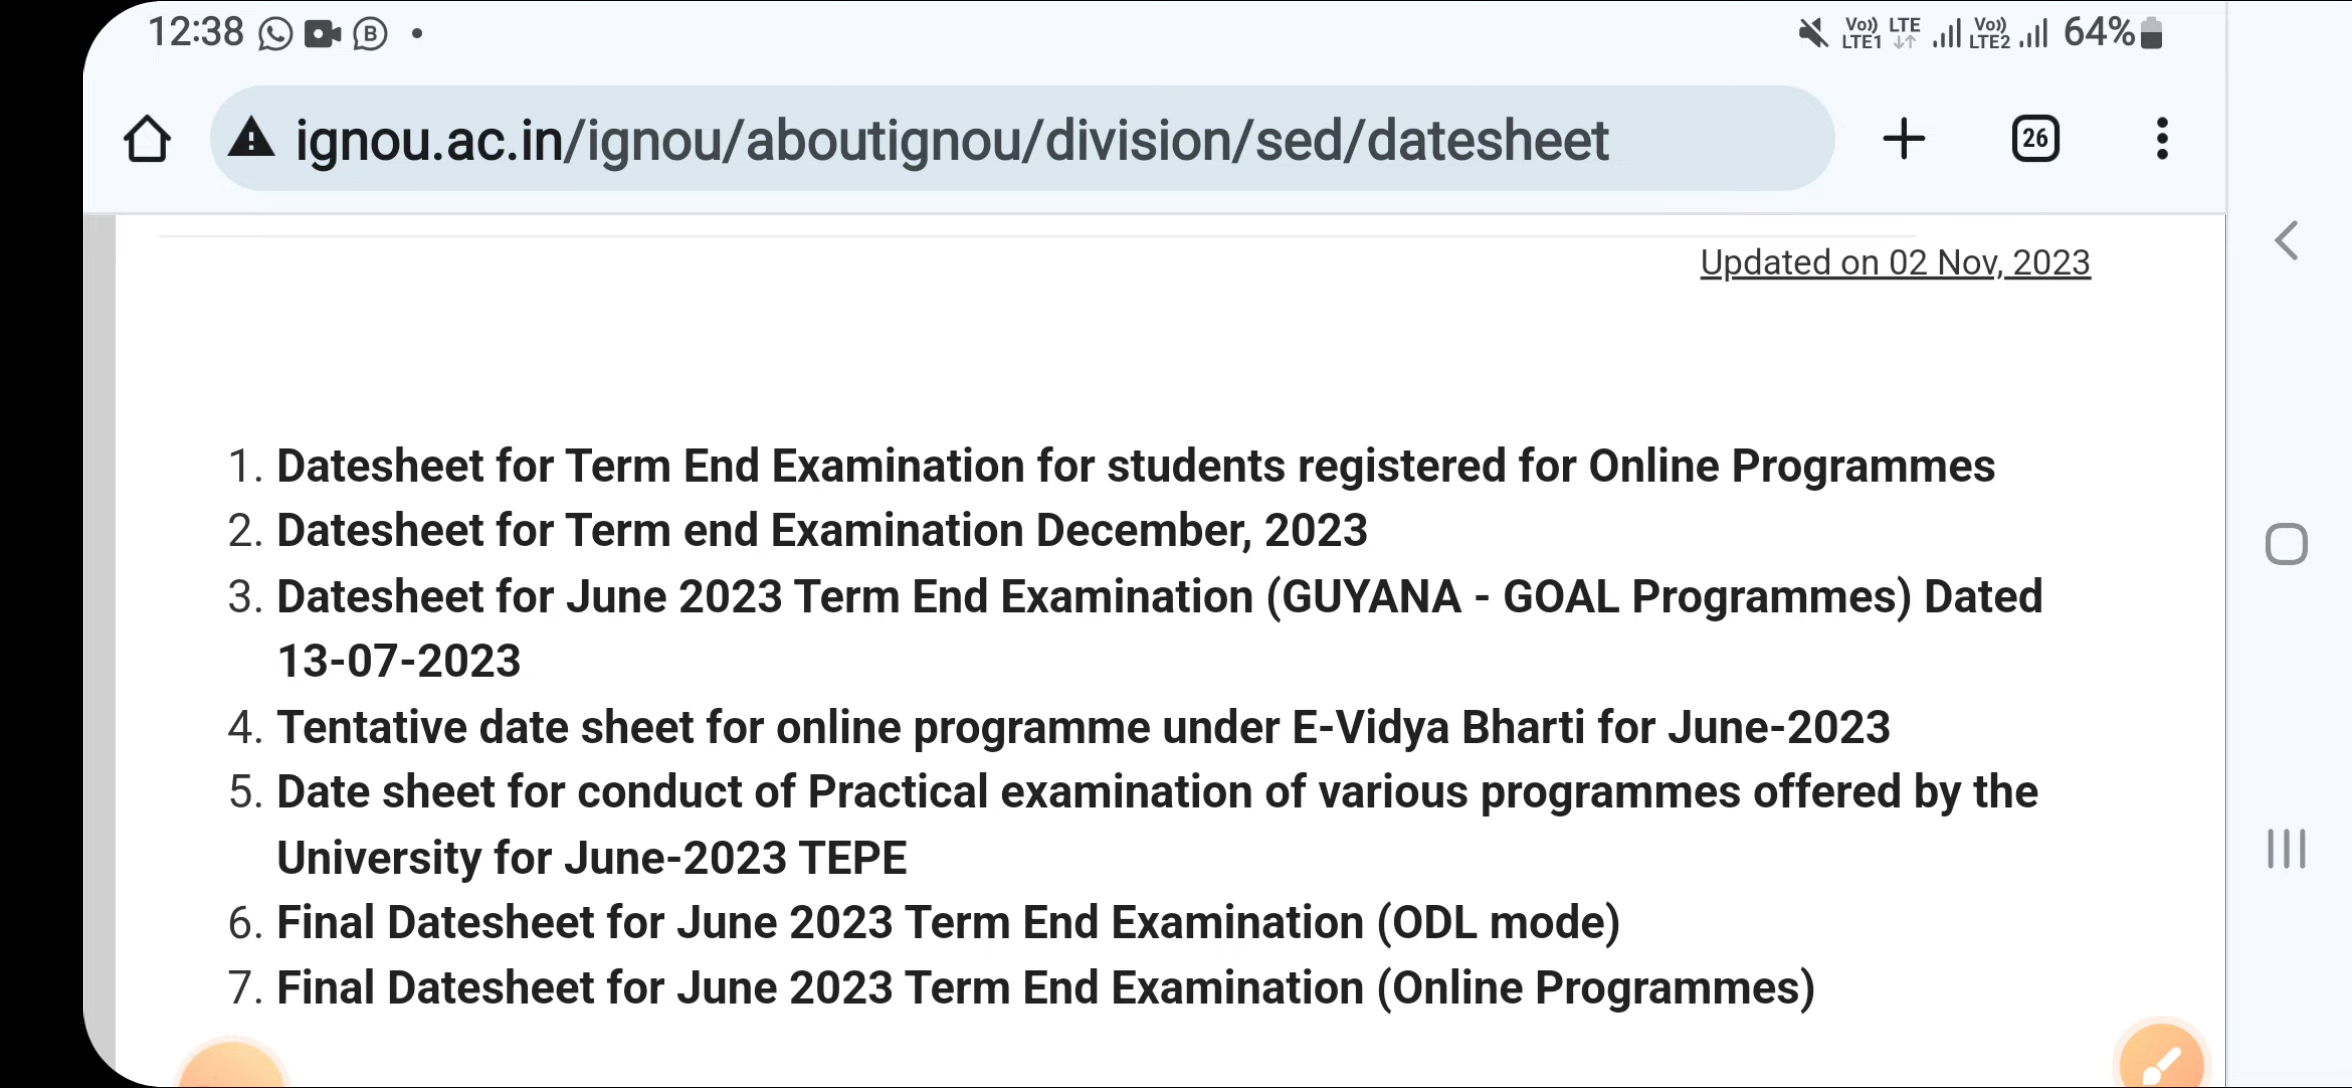 12:38 B Vo)) LTE1 LTE Vo)) LTE2 64%
ignou.ac.in/ignou/aboutignou/division/sed/datesheet 26
Updated on 02 Nov, 2023
1. Datesheet for Term End Examination for students registered for Online Programmes
2. Datesheet for Term end Examination December, 2023
3. Datesheet for June 2023 Term End Examination (GUYANA - GOAL Programmes) Dated
13-07-2023
4. Tentative date sheet for online programme under E-Vidya Bharti for June-2023
5. Date sheet for conduct of Practical examination of various programmes offered by the
University for June-2023 TEPE
6. Final Datesheet for June 2023 Term End Examination (ODL mode)
7. Final Datesheet for June 2023 Term End Examination (Online Programmes)